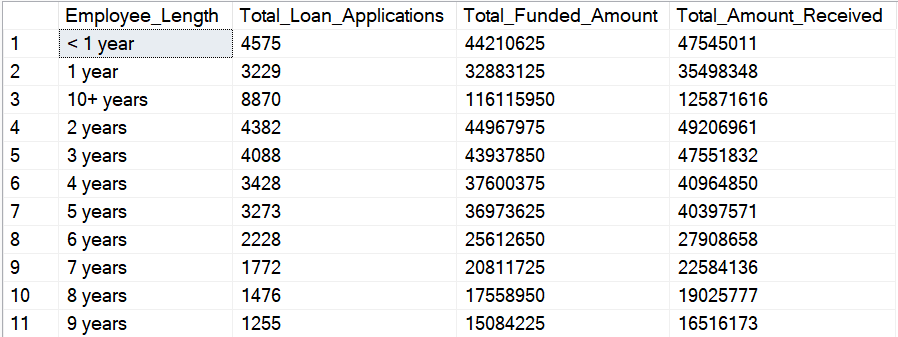 Employee_Length Total_Loan_Applications Total_Funded_Amount Total_Amount_Received
1 < 1 year 4575 44210625 47545011
2 1 year 3229 32883125 35498348
3 10+ years 8870 116115950 125871616
4 2 years 4382 44967975 49206961
5 3 years 4088 43937850 47551832
6 4 years 3428 37600375 40964850
7 5 years 3273 36973625 40397571
8 6 years 2228 25612650 27908658
9 7 years 1772 20811725 22584136
10 8 years 1476 17558950 19025777
11 9 years 1255 15084225 16516173